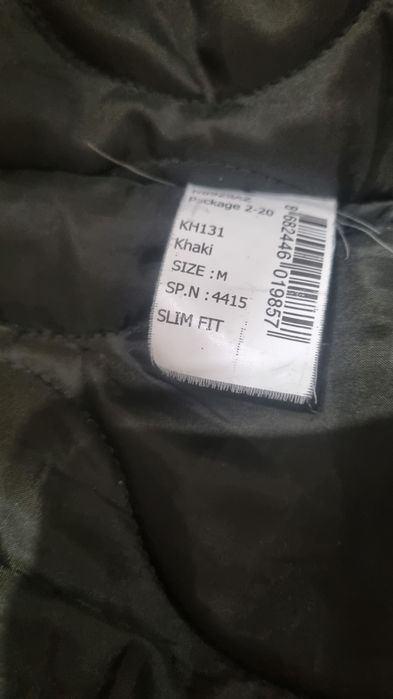 package 2-20
KH131
Khaki
SIZE : M
SP.N : 4415
SLIM FIT
8 682446 019857